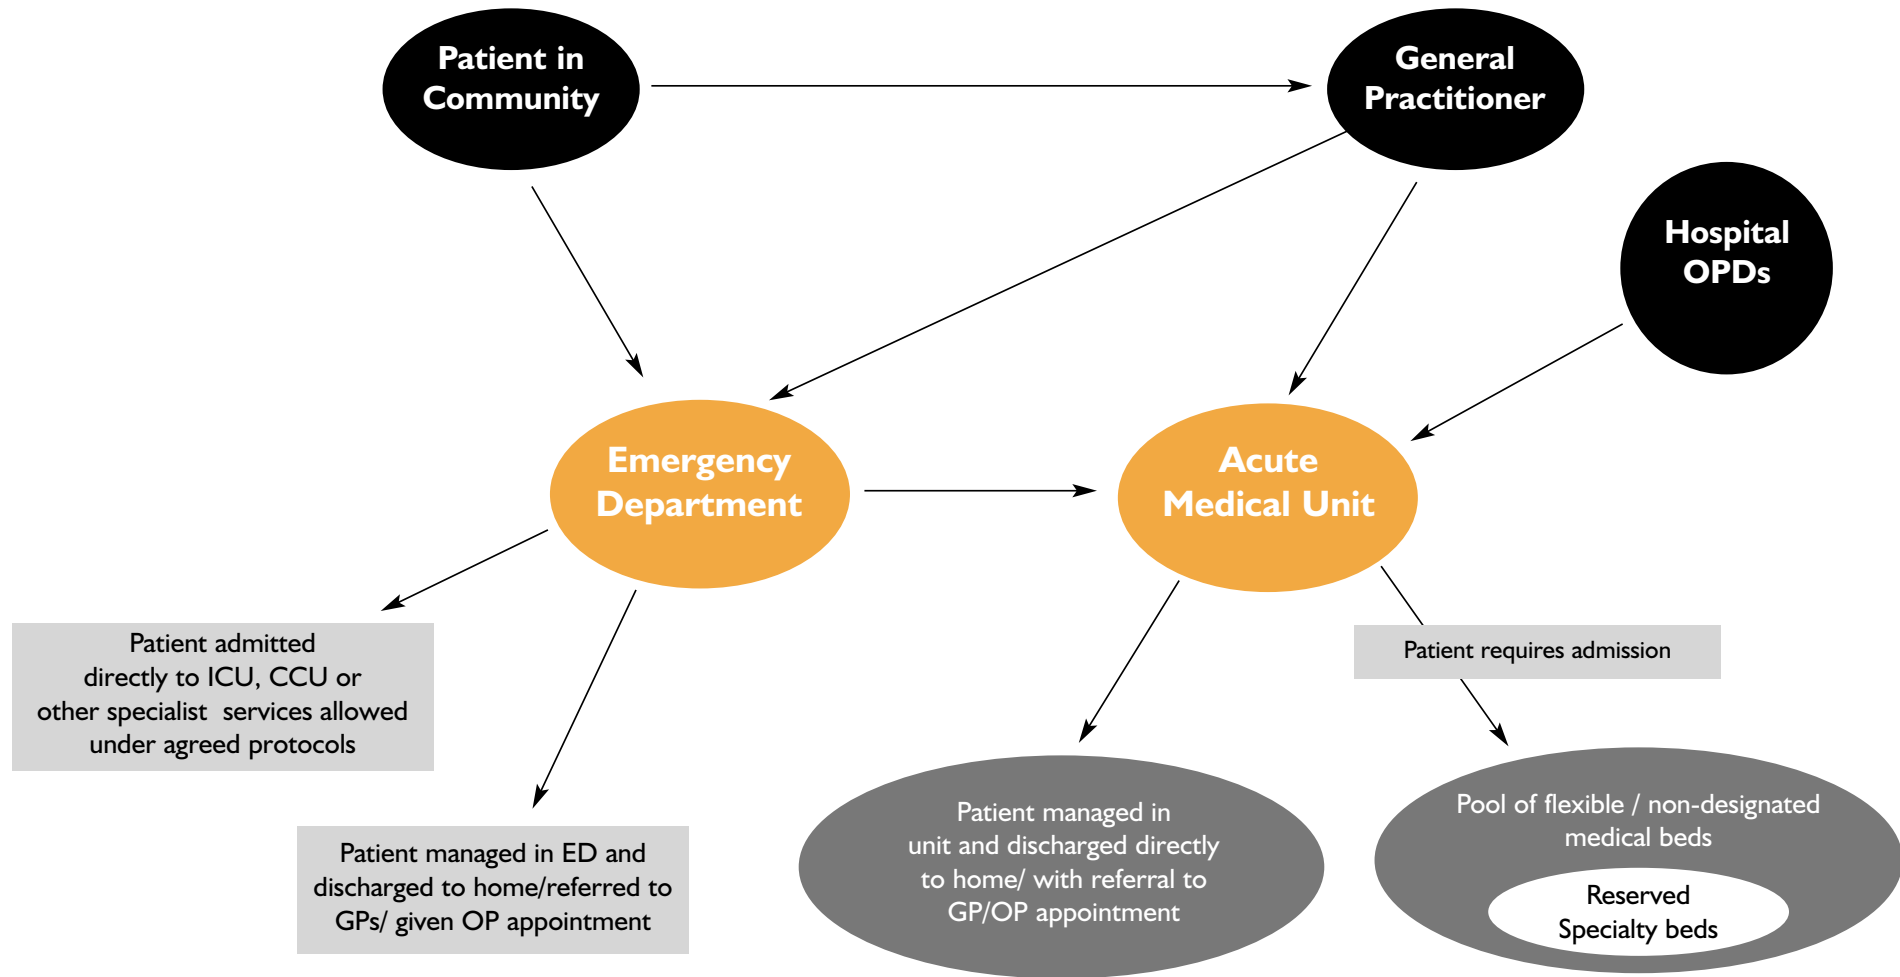 Patient in
Community
General
Practitioner
Hospital
OPDs
Emergency
Department
Acute
Medical Unit
Patient admitted
directly to ICU, CCU or
other specialist services allowed
under agreed protocols
Patient requires admission
Patient managed in ED and
discharged to home/referred to
GPs/ given OP appointment
Patient managed in
unit and discharged directly
to home/ with referral to
GP/OP appointment
Pool of flexible / non-designated
medical beds
Reserved
Specialty beds